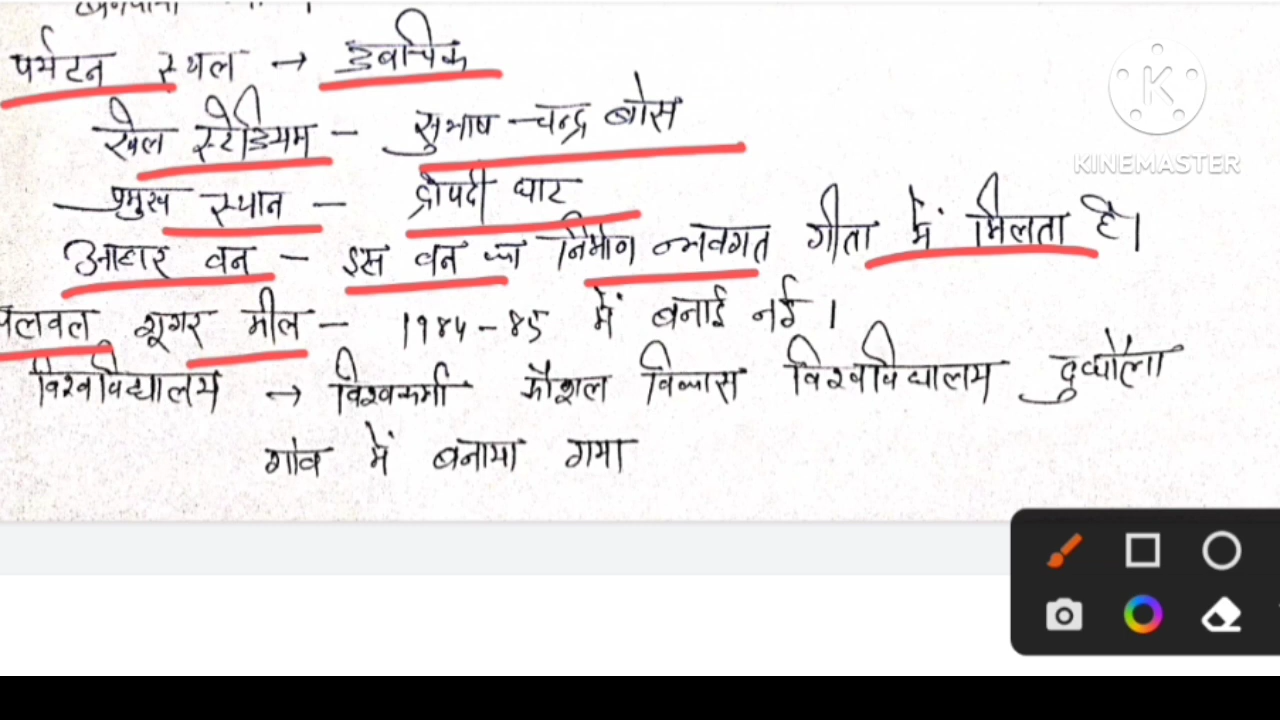 पर्यटन स्थल → डबचिक
KINEMASTER
खेल स्टेडियम - सुभाष चन्द्र बोस
प्रमुख स्थान - द्रोपदी घाट
आहार वन - इस वन का निर्माण गीता में मिलता है।
पलवल शूगर मील - 1984-85 में बनाई गई।
विश्वविद्यालय → विश्वकर्मा कौशल विकास विश्वविद्यालय दुधौला
गांव में बनाया गया